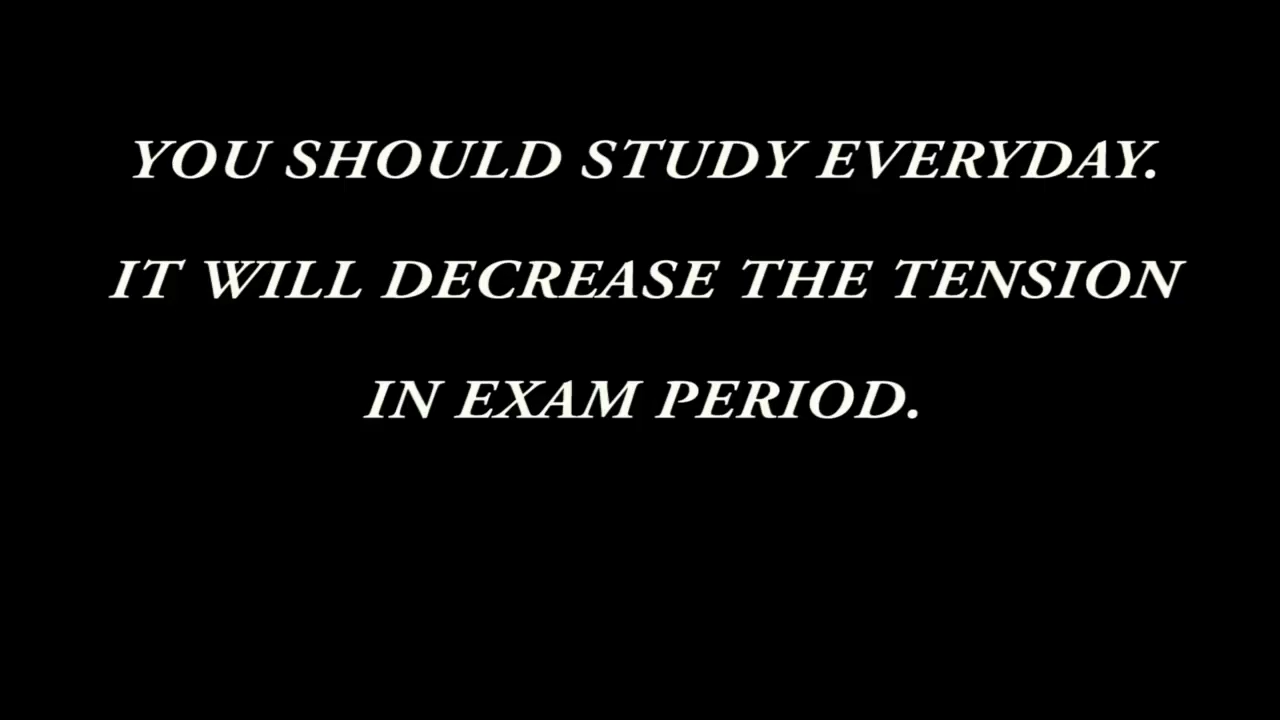 YOU SHOULD STUDY EVERYDAY.
IT WILL DECREASE THE TENSION
IN EXAM PERIOD.